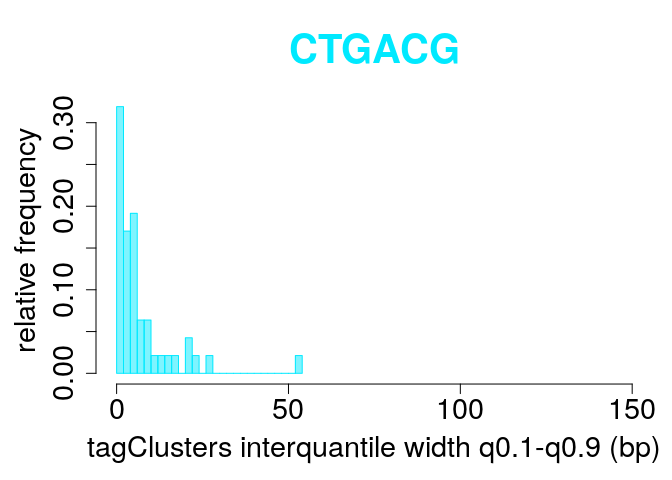 CTGACG
relative frequency
0.30
0.20
0.10
0.00
0 50 100 150
tagClusters interquantile width q0.1-q0.9 (bp)